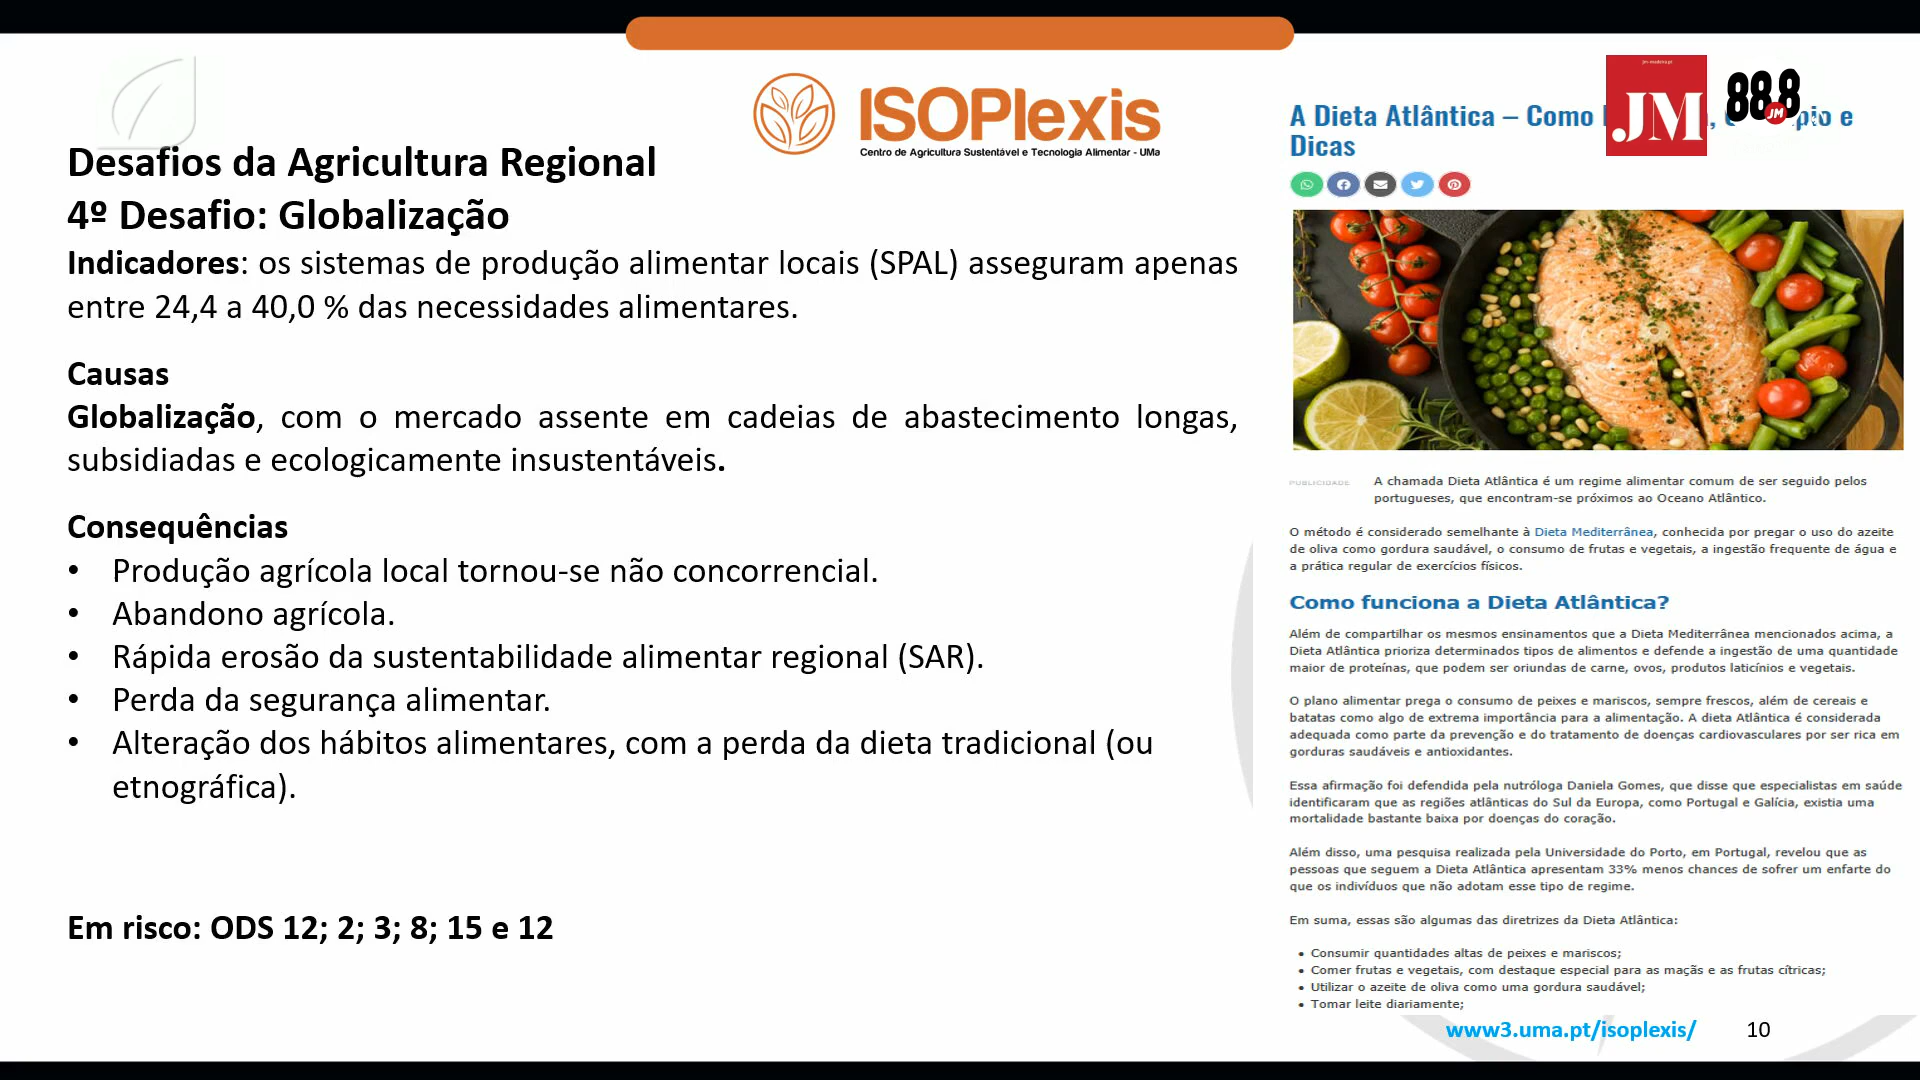 ISOPlexis
Centro de Agricultura Sustentável e Tecnologia Alimentar - UMa
Desafios da Agricultura Regional
4º Desafio: Globalização
Indicadores: os sistemas de produção alimentar locais (SPAL) asseguram apenas
entre 24,4 a 40,0 % das necessidades alimentares.
Causas
Globalização, com o mercado assente em cadeias de abastecimento longas,
subsidiadas e ecologicamente insustentáveis.
Consequências
• Produção agrícola local tornou-se não concorrencial.
• Abandono agrícola.
• Rápida erosão da sustentabilidade alimentar regional (SAR).
• Perda da segurança alimentar.
• Alteração dos hábitos alimentares, com a perda da dieta tradicional (ou
etnográfica).
Em risco: ODS 12; 2; 3; 8; 15 e 12
JM
88.8
JM
A Dieta Atlântica – Como e
Dicas
PUBLICIDADE
A chamada Dieta Atlântica é um regime alimentar comum de ser seguido pelos
portugueses, que encontram-se próximos ao Oceano Atlântico.
O método é considerado semelhante à Dieta Mediterrânea, conhecida por pregar o uso do azeite
de oliva como gordura saudável, o consumo de frutas e vegetais, a ingestão frequente de água e
a prática regular de exercícios físicos.
Como funciona a Dieta Atlântica?
Além de compartilhar os mesmos ensinamentos que a Dieta Mediterrânea mencionados acima, a
Dieta Atlântica prioriza determinados tipos de alimentos e defende a ingestão de uma quantidade
maior de proteínas, que podem ser oriundas de carne, ovos, produtos laticínios e vegetais.
O plano alimentar prega o consumo de peixes e mariscos, sempre frescos, além de cereais e
batatas como algo de extrema importância para a alimentação. A dieta Atlântica é considerada
adequada como parte da prevenção e do tratamento de doenças cardiovasculares por ser rica em
gorduras saudáveis e antioxidantes.
Essa afirmação foi defendida pela nutróloga Daniela Gomes, que disse que especialistas em saúde
identificaram que as regiões atlânticas do Sul da Europa, como Portugal e Galícia, existia uma
mortalidade bastante baixa por doenças do coração.
Além disso, uma pesquisa realizada pela Universidade do Porto, em Portugal, revelou que as
pessoas que seguem a Dieta Atlântica apresentam 33% menos chances de sofrer um enfarte do
que os indivíduos que não adotam esse tipo de regime.
Em suma, essas são algumas das diretrizes da Dieta Atlântica:
• Consumir quantidades altas de peixes e mariscos;
• Comer frutas e vegetais, com destaque especial para as maçãs e as frutas cítricas;
• Utilizar o azeite de oliva como uma gordura saudável;
• Tomar leite diariamente;
www3.uma.pt/isoplexis/
10